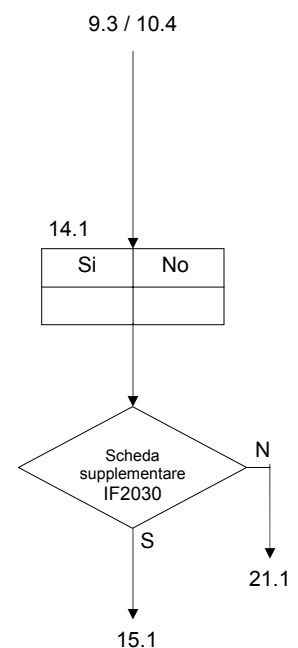 9.3 / 10.4
14.1
Si No
Scheda
supplementare
IF2030
N
S
21.1
15.1